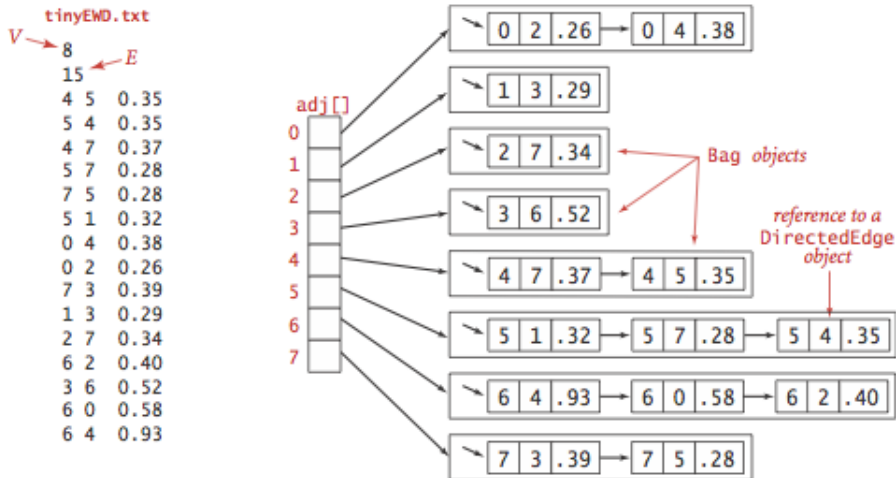 tinyEWD.txt
V
8
E
15
4 5 0.35
5 4 0.35
4 7 0.37
5 7 0.28
7 5 0.28
5 1 0.32
0 4 0.38
0 2 0.26
7 3 0.39
1 3 0.29
2 7 0.34
6 2 0.40
3 6 0.52
6 0 0.58
6 4 0.93
adj[]
0
1
2
3
4
5
6
7
0 2 .26 0 4 .38
1 3 .29
2 7 .34
3 6 .52
4 7 .37 4 5 .35
5 1 .32 5 7 .28 5 4 .35
6 4 .93 6 0 .58 6 2 .40
7 3 .39 7 5 .28
Bag objects
reference to a
DirectedEdge
object